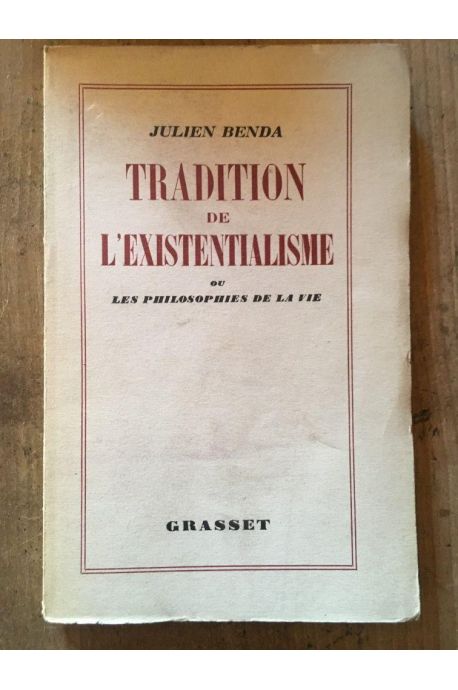 JULIEN BENDA
TRADITION
DE
L'EXISTENTIALISME
OU
LES PHILOSOPHIES DE LA VIE
GRASSET